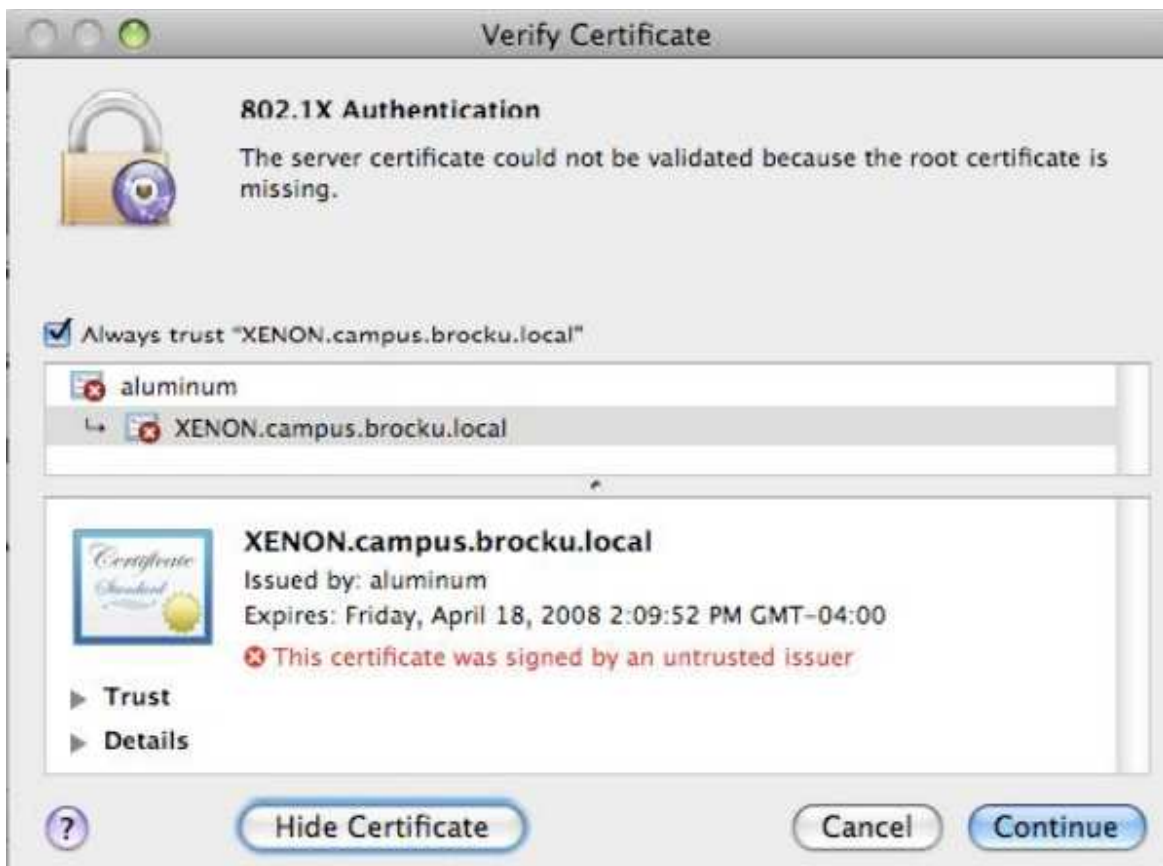 Verify Certificate
802.1X Authentication
The server certificate could not be validated because the root certificate is
missing.
Always trust "XENON.campus.brocku.local"
aluminum
XENON.campus.brocku.local
Certificate
Standard
XENON.campus.brocku.local
Issued by: aluminum
Expires: Friday, April 18, 2008 2:09:52 PM GMT-04:00
This certificate was signed by an untrusted issuer
Trust
Details
?
Hide Certificate
Cancel
Continue